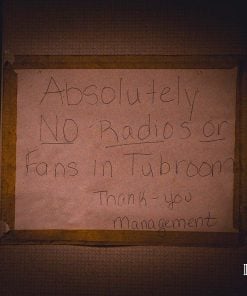 Absolutely
NO Radios or
Fans in Tubroom
Thank-you
management